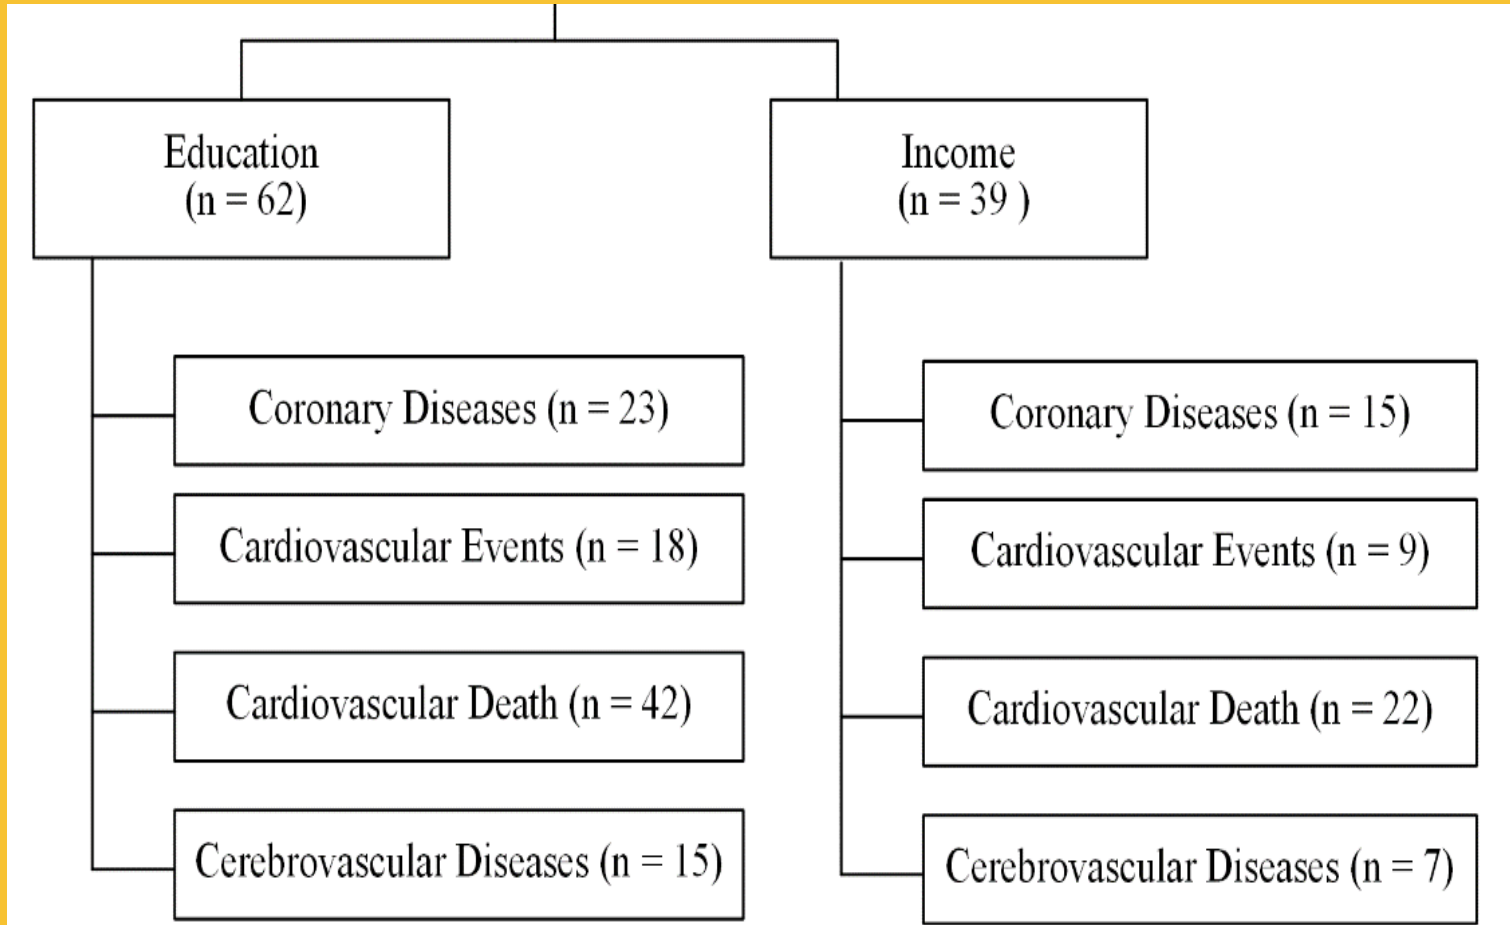 Education
(n = 62)
Income
(n = 39 )
Coronary Diseases (n = 23)
Cardiovascular Events (n = 18)
Cardiovascular Death (n = 42)
Cerebrovascular Diseases (n = 15)
Coronary Diseases (n = 15)
Cardiovascular Events (n = 9)
Cardiovascular Death (n = 22)
Cerebrovascular Diseases (n = 7)